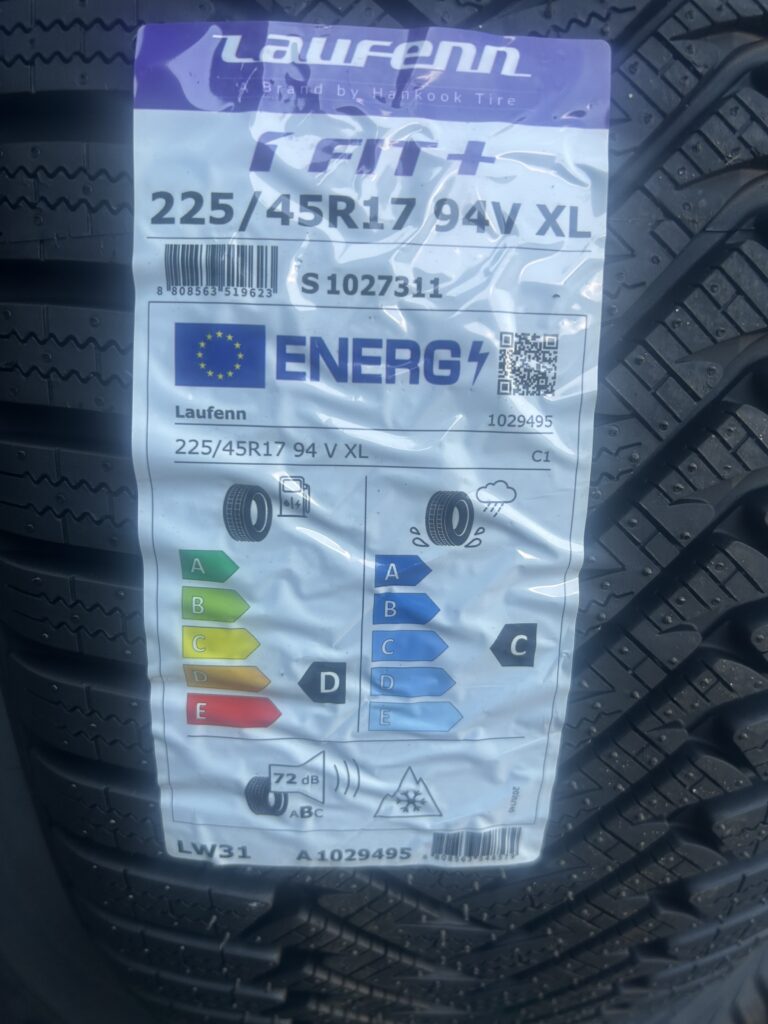 Laufenn
A Brand by Hankook Tire
I FIT+
225/45R17 94V XL
8 808563 519623
S 1027311
ENERG
Laufenn 1029495
225/45R17 94 V XL C1
A A
B B
C C C
D D D
E E
72 dB
ABC
LW31 A 1029495